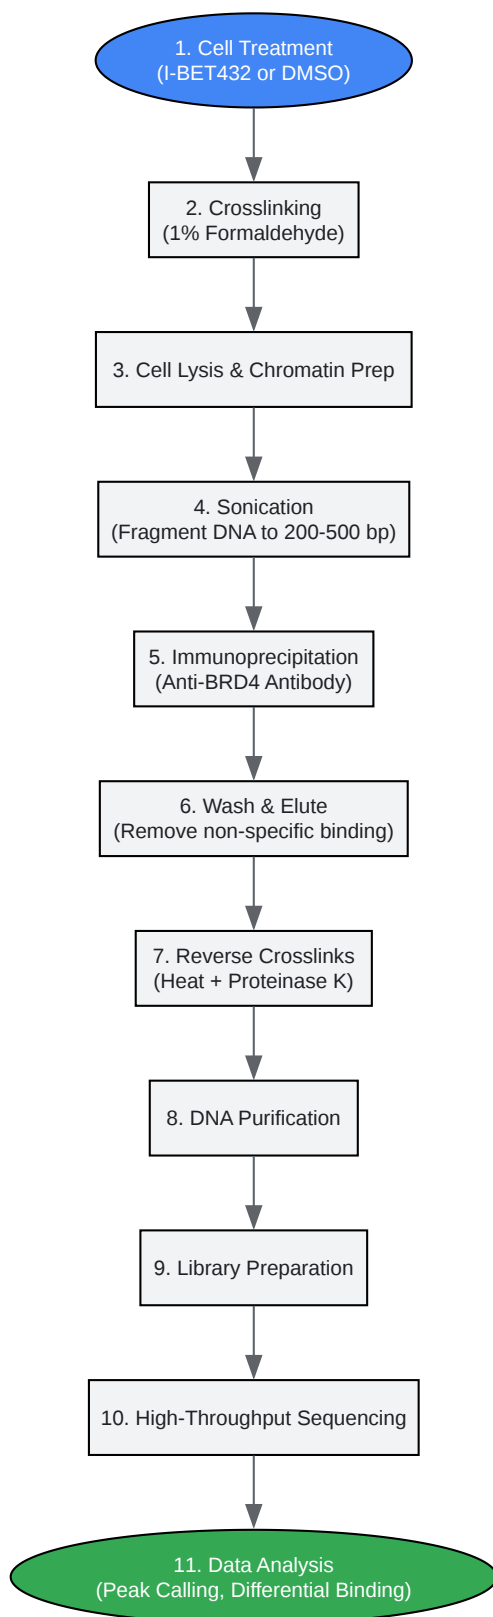 1. Cell Treatment
(I-BET432 or DMSO)
2. Crosslinking
(1% Formaldehyde)
3. Cell Lysis & Chromatin Prep
4. Sonication
(Fragment DNA to 200-500 bp)
5. Immunoprecipitation
(Anti-BRD4 Antibody)
6. Wash & Elute
(Remove non-specific binding)
7. Reverse Crosslinks
(Heat + Proteinase K)
8. DNA Purification
9. Library Preparation
10. High-Throughput Sequencing
11. Data Analysis
(Peak Calling, Differential Binding)